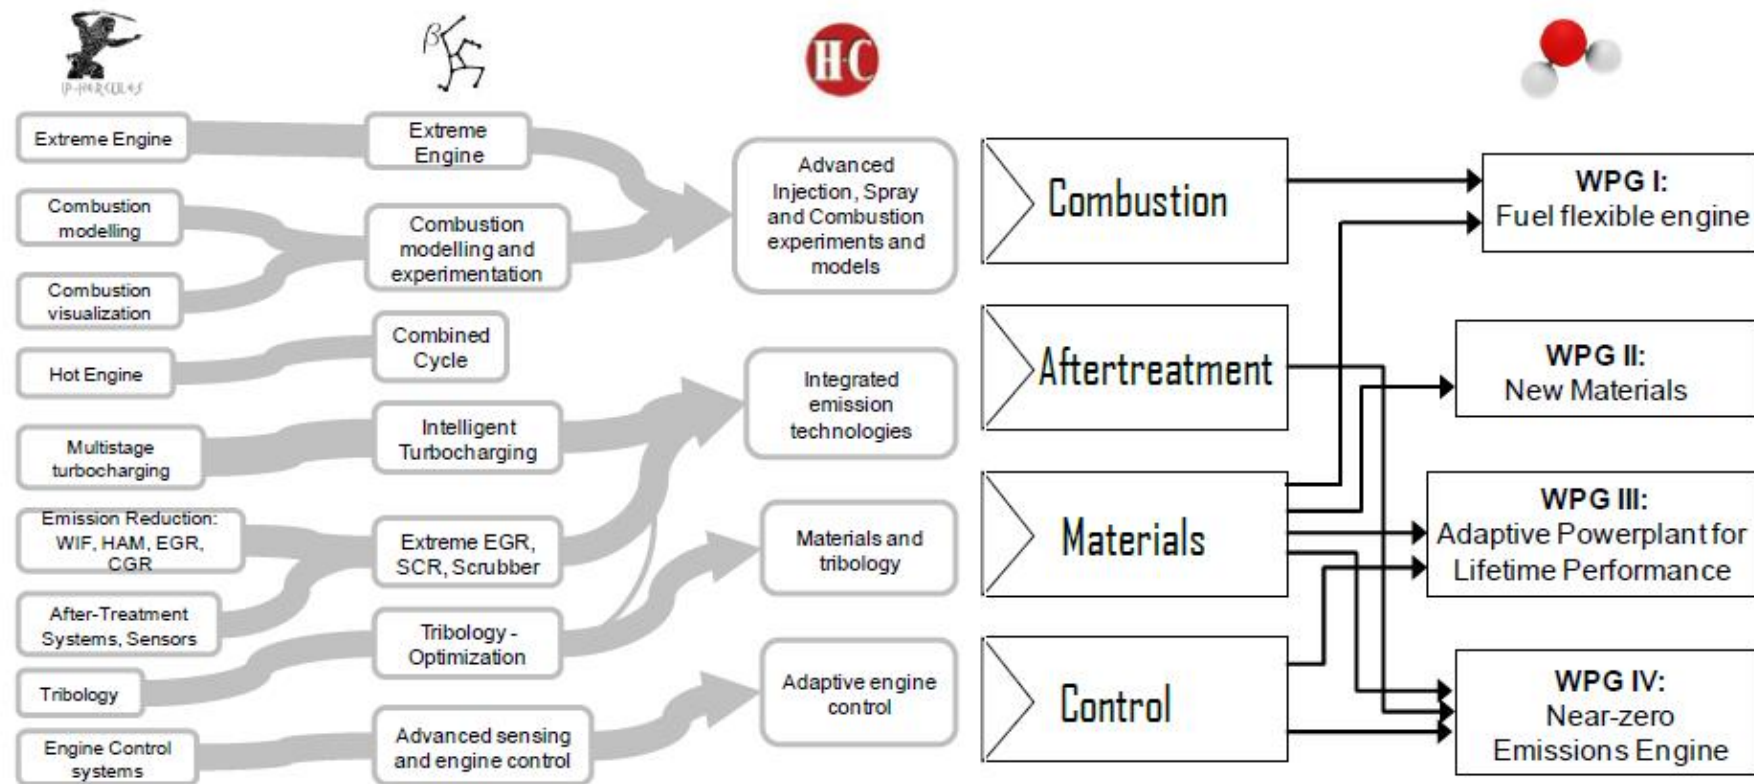 IP-HERCULES
β
H-C
Extreme Engine
Combustion
modelling
Combustion
visualization
Hot Engine
Multistage
turbocharging
Emission Reduction:
WIF, HAM, EGR,
CGR
After-Treatment
Systems, Sensors
Tribology
Engine Control
systems
Extreme
Engine
Combustion
modelling and
experimentation
Combined
Cycle
Intelligent
Turbocharging
Extreme EGR,
SCR, Scrubber
Tribology -
Optimization
Advanced sensing
and engine control
Advanced
Injection, Spray
and Combustion
experiments and
models
Integrated
emission
technologies
Materials and
tribology
Adaptive engine
control
Combustion
Aftertreatment
Materials
Control
WPG I:
Fuel flexible engine
WPG II:
New Materials
WPG III:
Adaptive Powerplant for
Lifetime Performance
WPG IV:
Near-zero
Emissions Engine